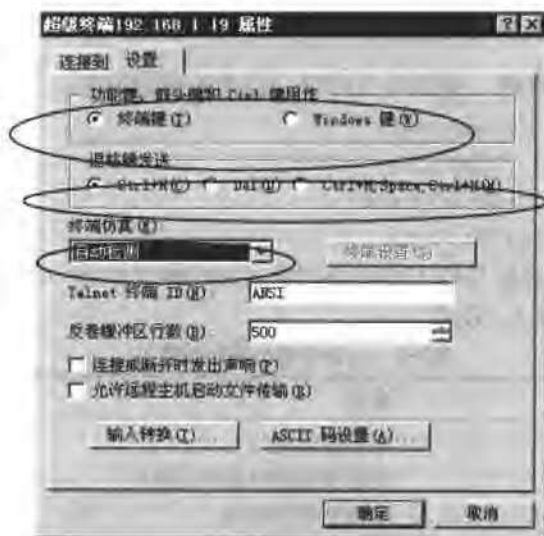 超级终端192.168.1.19 属性
连接到 设置
功能键、箭头键和 Ctrl 键用作
终端键(T) Windows 键(W)
退格键发送
Ctrl+H(C) Del(D) Ctrl+H,Space,Ctrl+H(H)
终端仿真(E)
自动检测 终端设置(S)
Telnet 终端 ID(N) ANSI
反卷缓冲区行数(B) 500
连接或断开时发出声响(P)
允许远程主机启动文件传输(R)
输入转换(I)... ASCII 码设置(A)...
确定 取消